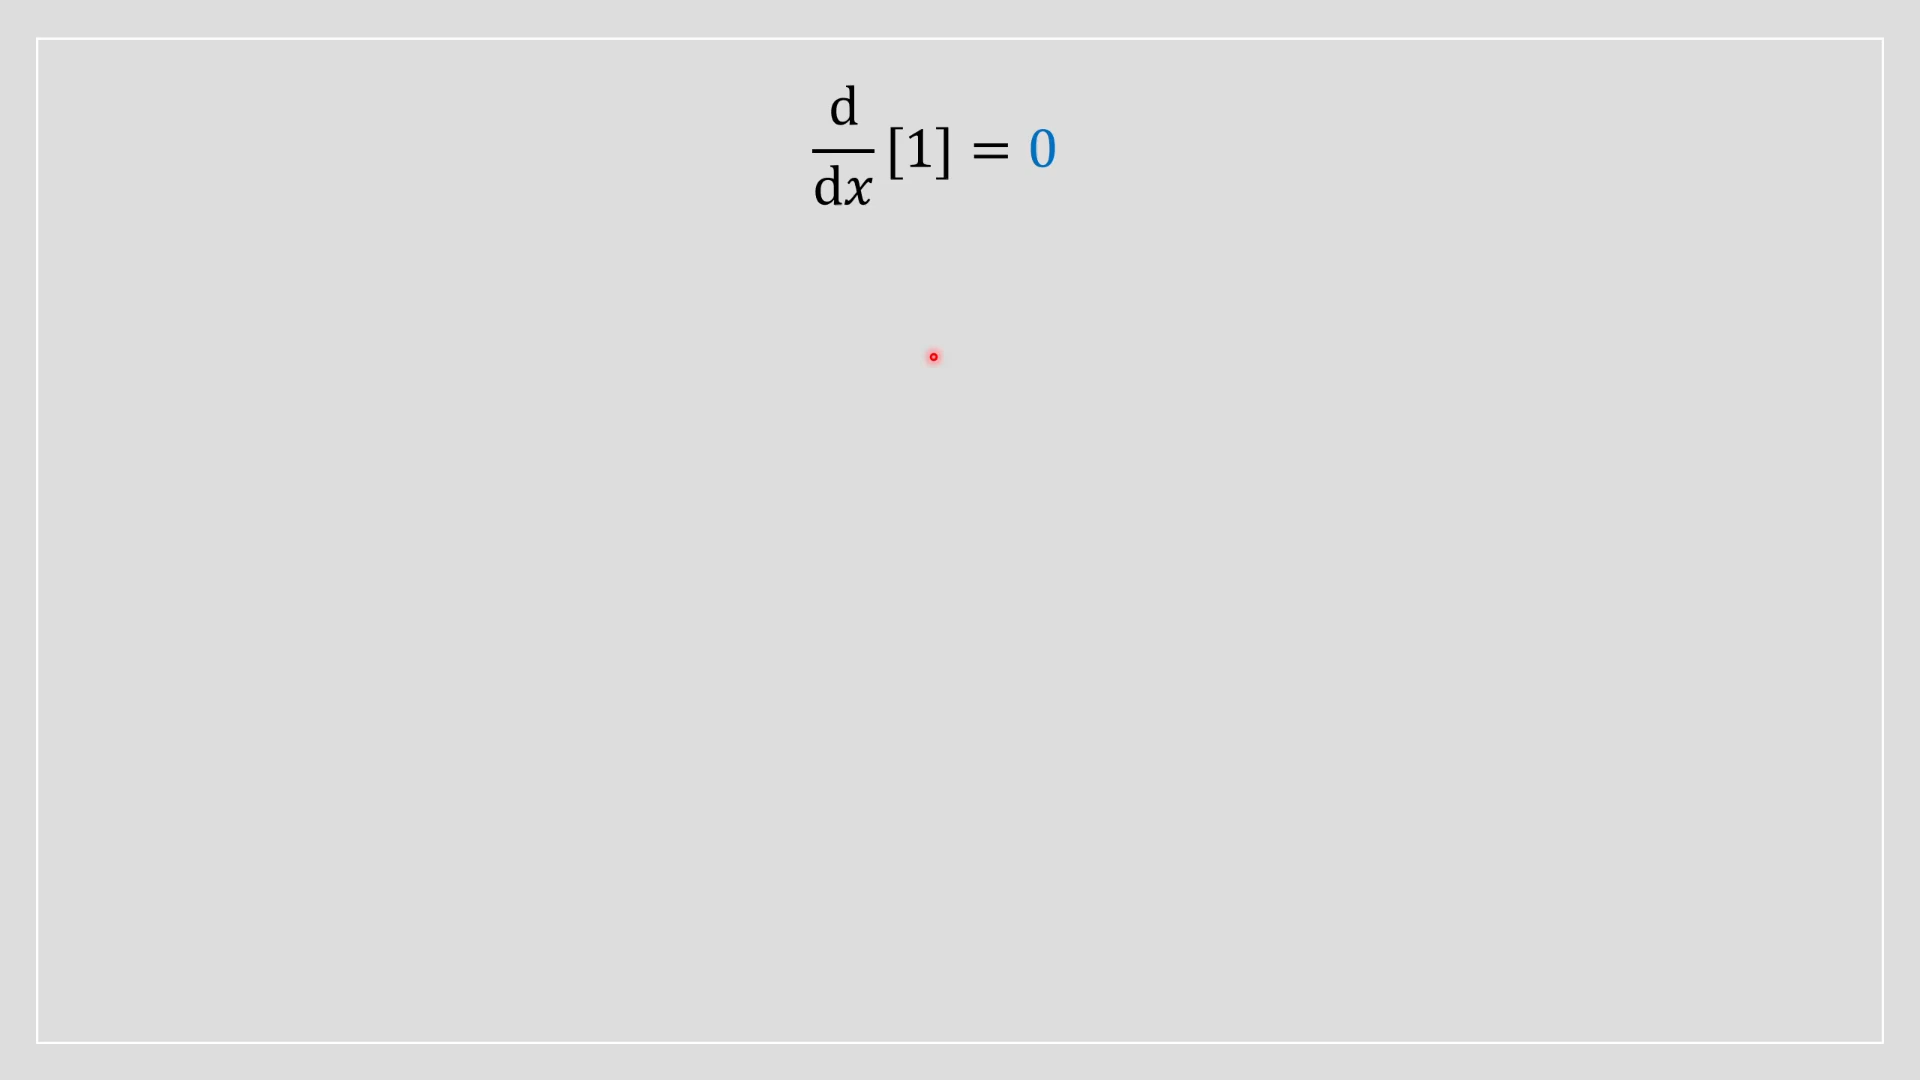 d/dx [1] = 0